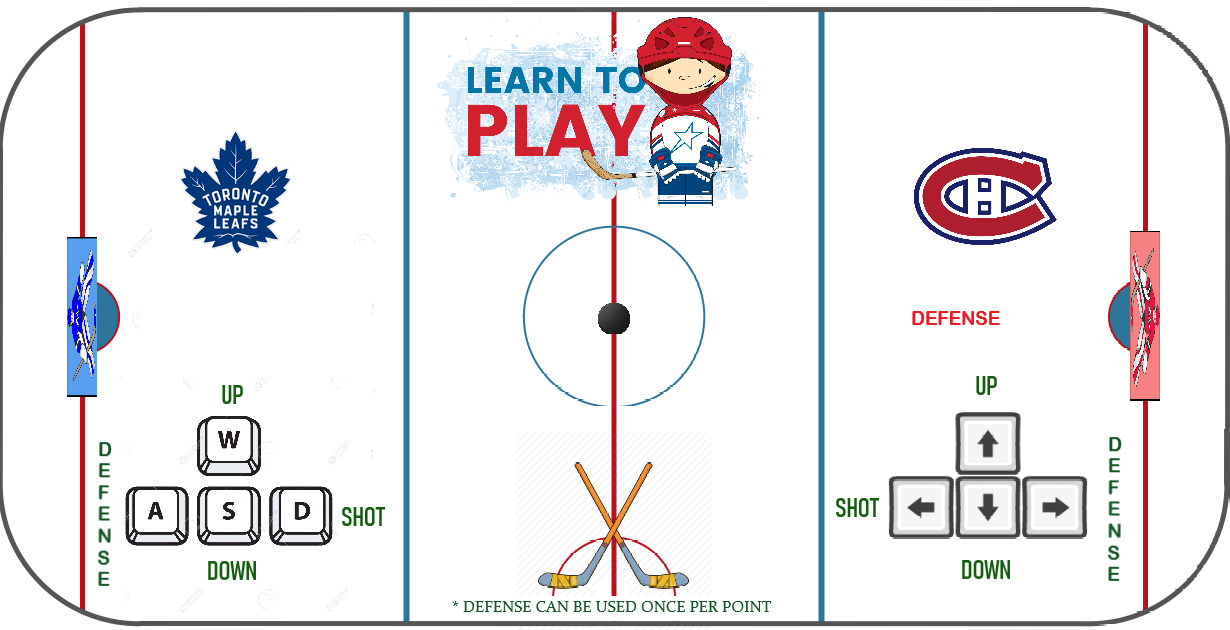 LEARN TO
PLAY
TORONTO
MAPLE
LEAFS
DEFENSE
UP
W
A
S
D
SHOT
DOWN
DEFENSE
UP
SHOT
DOWN
DEFENSE
* DEFENSE CAN BE USED ONCE PER POINT